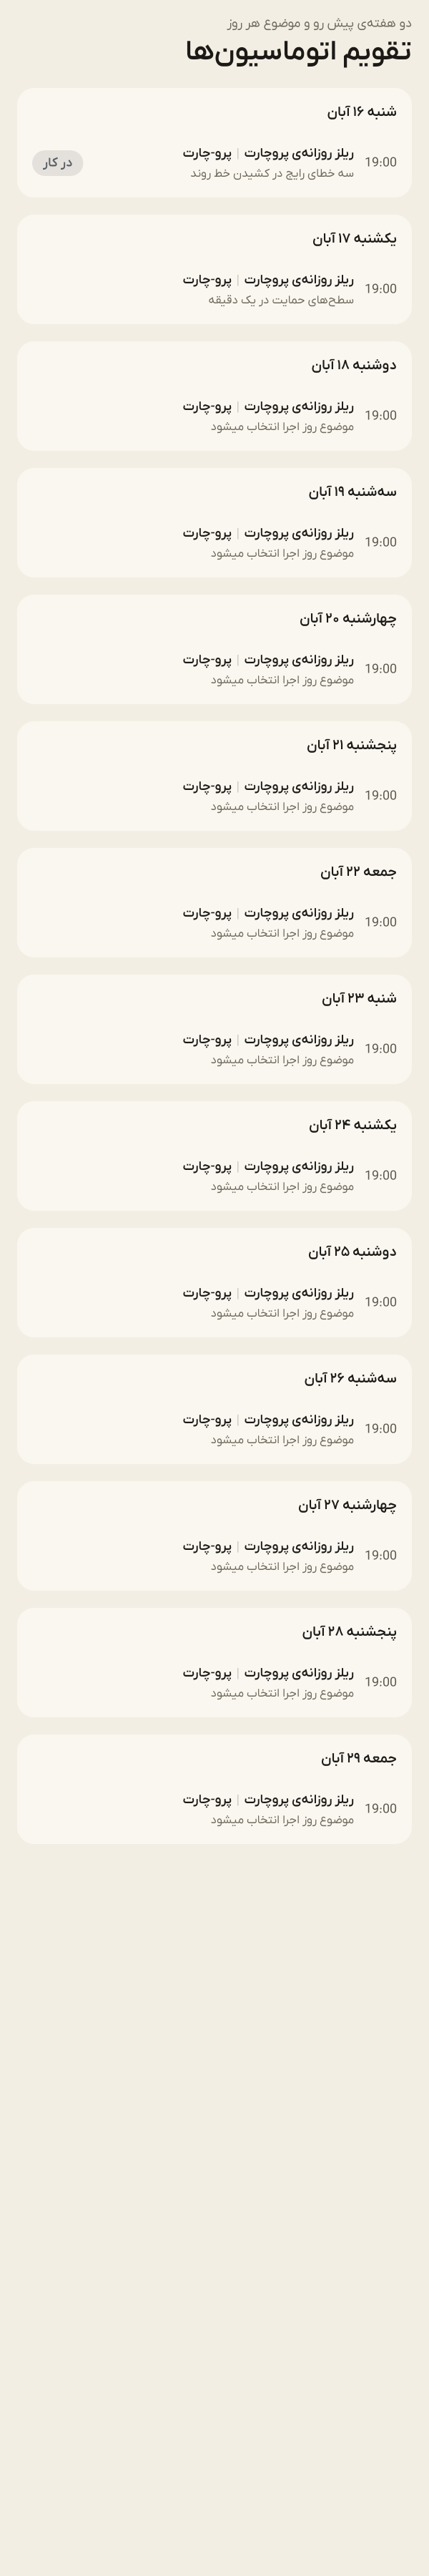 دو هفته‌ی پیش رو و موضوع هر روز
تقویم اتوماسیون‌ها
شنبه ۱۶ آبان
19:00
ریلز روزانه‌ی پروچارت | پرو-چارت
سه خطای رایج در کشیدن خط روند
در کار
یکشنبه ۱۷ آبان
19:00
ریلز روزانه‌ی پروچارت | پرو-چارت
سطح‌های حمایت در یک دقیقه
دوشنبه ۱۸ آبان
19:00
ریلز روزانه‌ی پروچارت | پرو-چارت
موضوع روز اجرا انتخاب میشود
سه‌شنبه ۱۹ آبان
19:00
ریلز روزانه‌ی پروچارت | پرو-چارت
موضوع روز اجرا انتخاب میشود
چهارشنبه ۲۰ آبان
19:00
ریلز روزانه‌ی پروچارت | پرو-چارت
موضوع روز اجرا انتخاب میشود
پنجشنبه ۲۱ آبان
19:00
ریلز روزانه‌ی پروچارت | پرو-چارت
موضوع روز اجرا انتخاب میشود
جمعه ۲۲ آبان
19:00
ریلز روزانه‌ی پروچارت | پرو-چارت
موضوع روز اجرا انتخاب میشود
شنبه ۲۳ آبان
19:00
ریلز روزانه‌ی پروچارت | پرو-چارت
موضوع روز اجرا انتخاب میشود
یکشنبه ۲۴ آبان
19:00
ریلز روزانه‌ی پروچارت | پرو-چارت
موضوع روز اجرا انتخاب میشود
دوشنبه ۲۵ آبان
19:00
ریلز روزانه‌ی پروچارت | پرو-چارت
موضوع روز اجرا انتخاب میشود
سه‌شنبه ۲۶ آبان
19:00
ریلز روزانه‌ی پروچارت | پرو-چارت
موضوع روز اجرا انتخاب میشود
چهارشنبه ۲۷ آبان
19:00
ریلز روزانه‌ی پروچارت | پرو-چارت
موضوع روز اجرا انتخاب میشود
پنجشنبه ۲۸ آبان
19:00
ریلز روزانه‌ی پروچارت | پرو-چارت
موضوع روز اجرا انتخاب میشود
جمعه ۲۹ آبان
19:00
ریلز روزانه‌ی پروچارت | پرو-چارت
موضوع روز اجرا انتخاب میشود